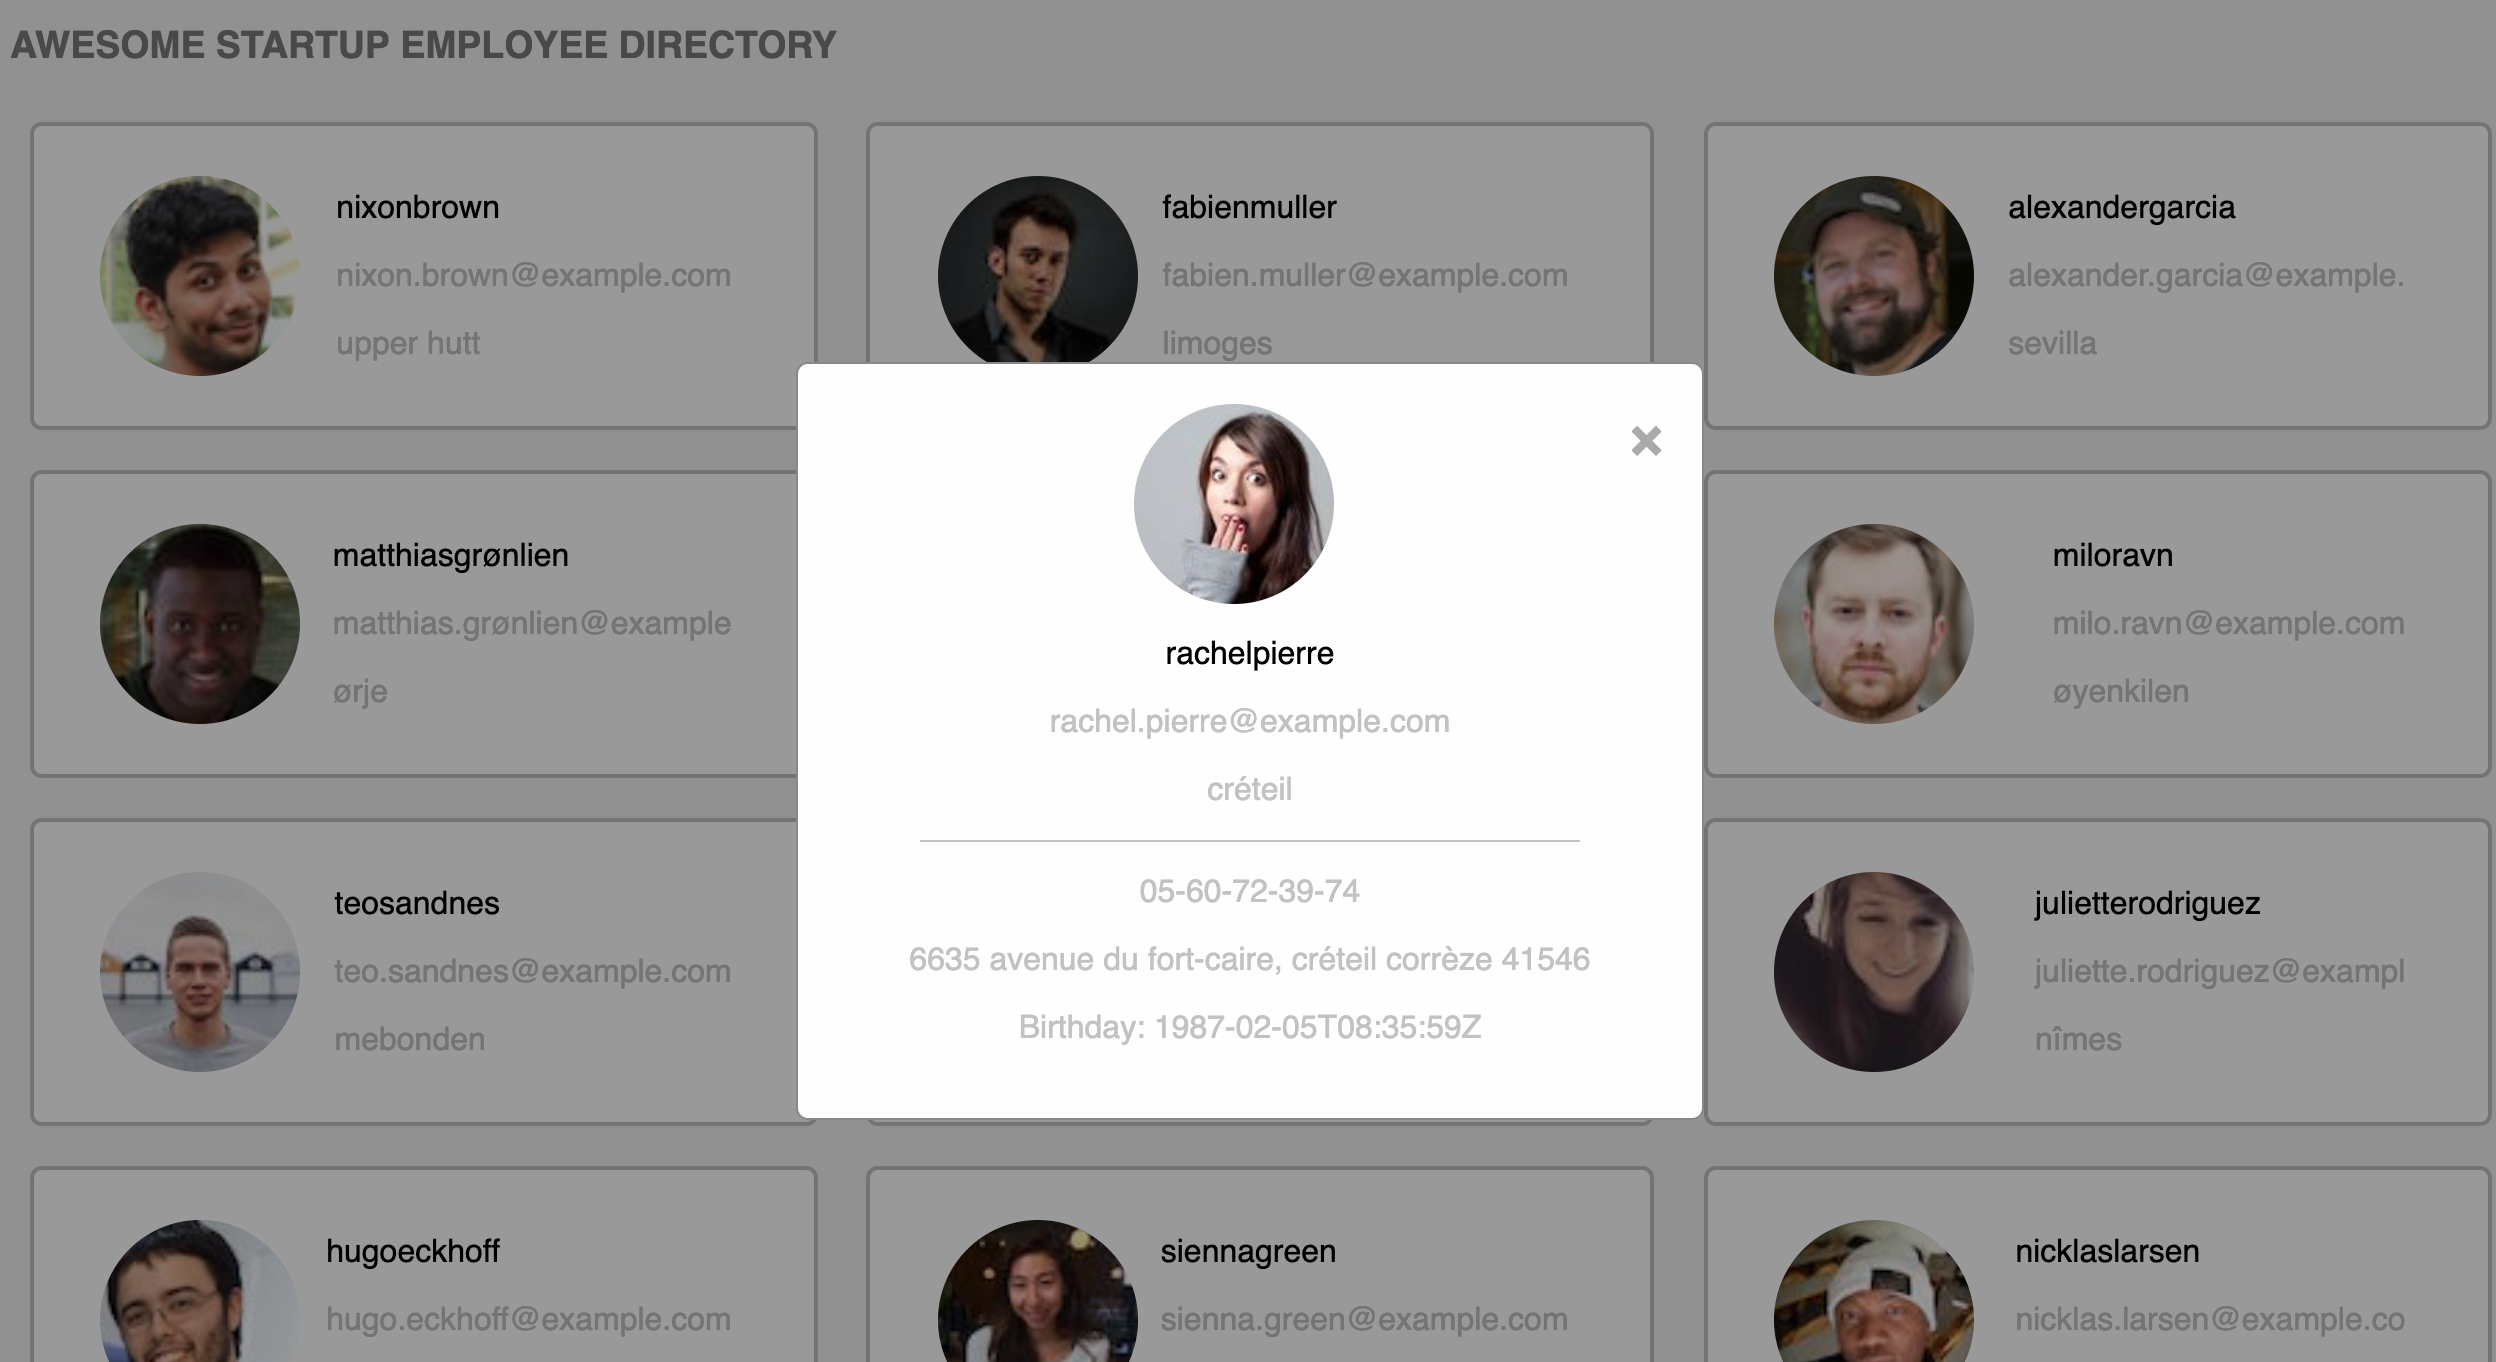 AWESOME STARTUP EMPLOYEE DIRECTORY
nixonbrown
nixon.brown@example.com
upper hutt
fabienmuller
fabien.muller@example.com
limoges
alexandergarcia
alexander.garcia@example.
sevilla
matthiasgrønlien
matthias.grønlien@example
ørje
rachelpierre
rachel.pierre@example.com
créteil
05-60-72-39-74
6635 avenue du fort-caire, créteil corrèze 41546
Birthday: 1987-02-05T08:35:59Z
miloravn
milo.ravn@example.com
øyenkilen
teosandnes
teo.sandnes@example.com
mebonden
julietterodriguez
juliette.rodriguez@exampl
nîmes
hugoeckhoff
hugo.eckhoff@example.com
siennagreen
sienna.green@example.com
nicklaslarsen
nicklas.larsen@example.co